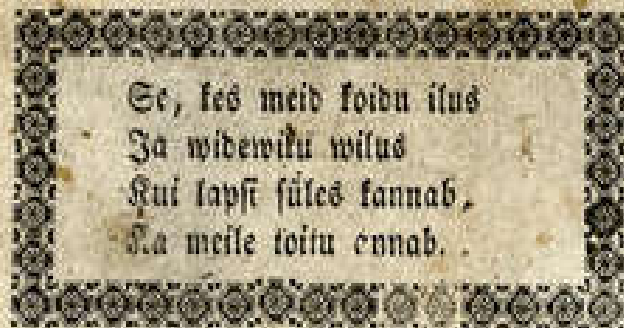 Se, kes meid koidu ilus
Ja widewiku wilus
Kui lapsi süles kannab,
Ka meile toitu annab.